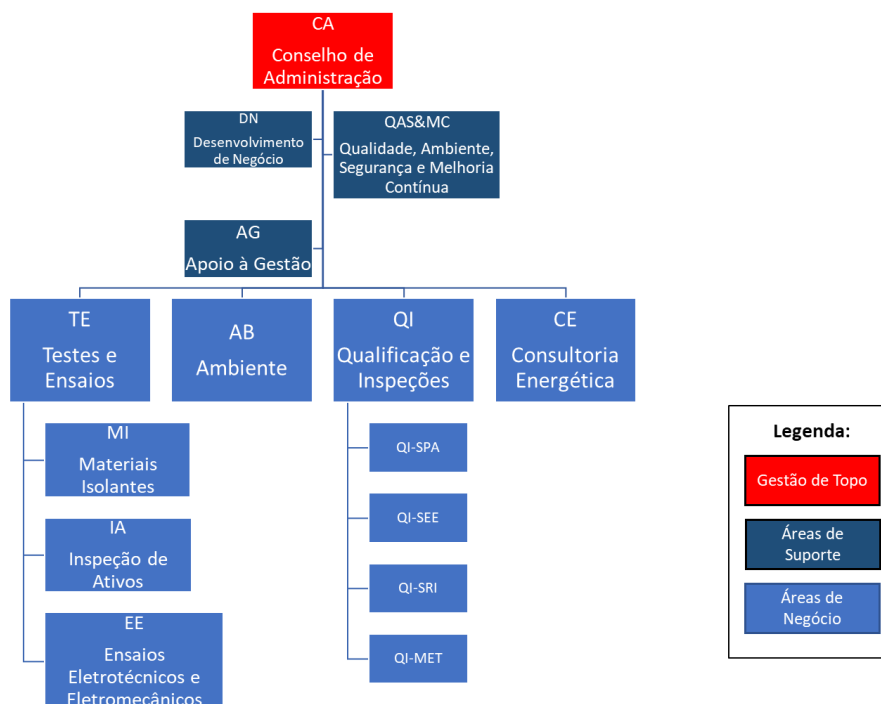 CA
Conselho de
Administração
DN
Desenvolvimento
de Negócio
QAS&MC
Qualidade, Ambiente,
Segurança e Melhoria
Contínua
AG
Apoio à Gestão
TE
Testes e
Ensaios
AB
Ambiente
QI
Qualificação e
Inspeções
CE
Consultoria
Energética
MI
Materiais
Isolantes
IA
Inspeção de
Ativos
EE
Ensaios
Eletrotécnicos e
Eletromecânicos
QI-SPA
QI-SEE
QI-SRI
QI-MET
Legenda:
Gestão de Topo
Áreas de
Suporte
Áreas de
Negócio